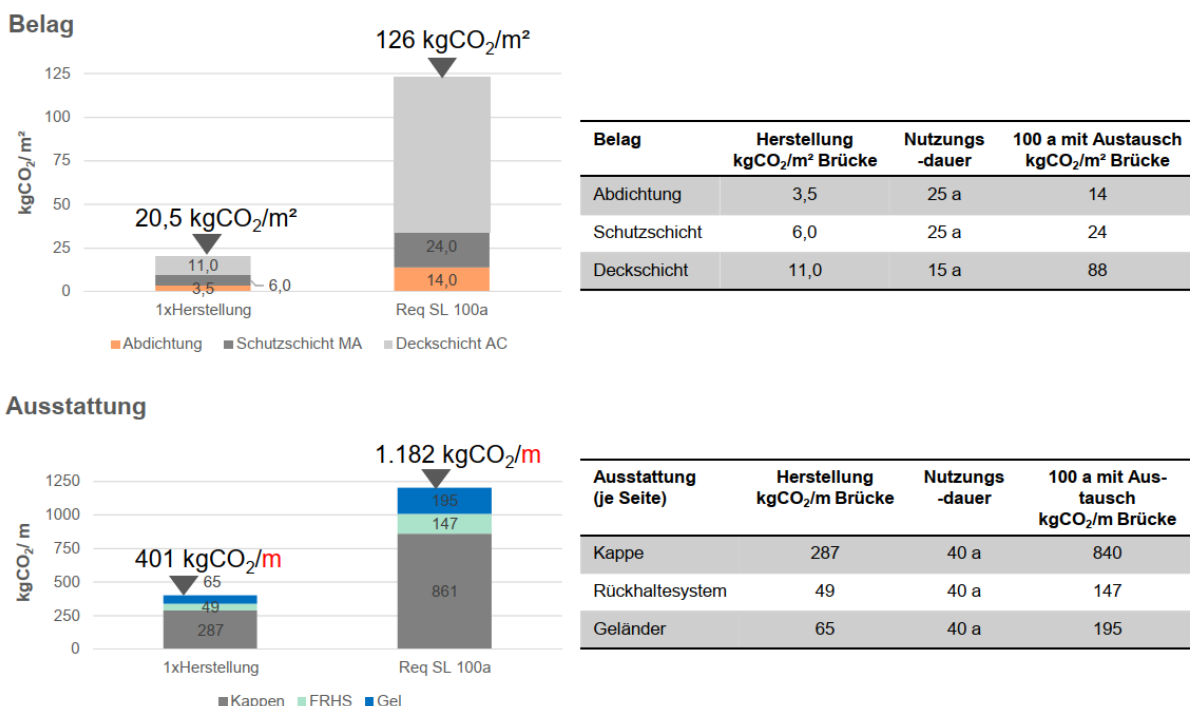 Belag
126 kgCO₂/m²
125
100
75
50
25
0
kgCO₂/ m²
20,5 kgCO₂/m²
11,0
3,5
6,0
24,0
14,0
1xHerstellung
Req SL 100a
Abdichtung Schutzschicht MA Deckschicht AC
Belag Herstellung Nutzungs 100 a mit Austausch
kgCO₂/m² Brücke -dauer kgCO₂/m² Brücke
Abdichtung 3,5 25 a 14
Schutzschicht 6,0 25 a 24
Deckschicht 11,0 15 a 88
Ausstattung
1.182 kgCO₂/m
1250
1000
750
500
250
0
kgCO₂/ m
401 kgCO₂/m
65
49
287
195
147
861
1xHerstellung
Req SL 100a
Kappen FRHS Gel
Ausstattung Herstellung Nutzungs 100 a mit Aus-
(je Seite) kgCO₂/m Brücke -dauer tausch
kgCO₂/m Brücke
Kappe 287 40 a 840
Rückhaltesystem 49 40 a 147
Geländer 65 40 a 195